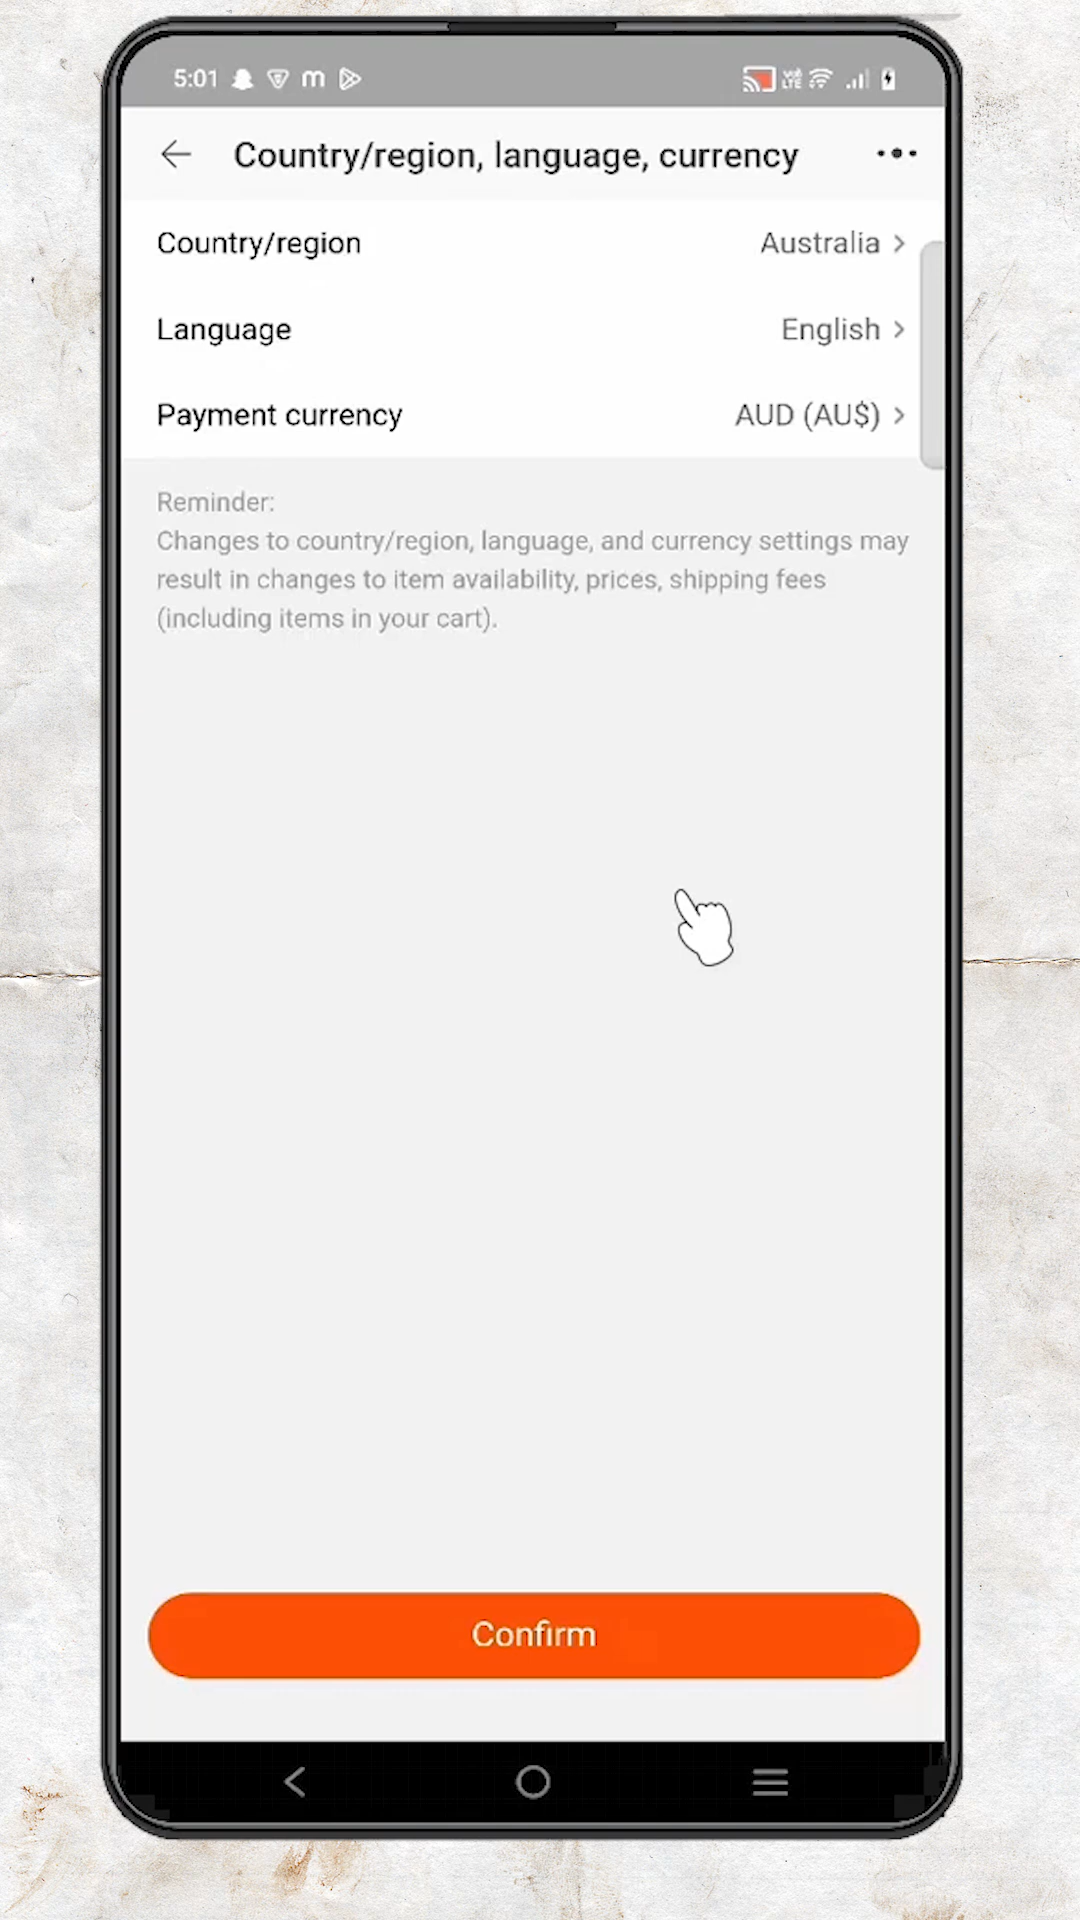 5:01
Country/region, language, currency
Country/region Australia
Language English
Payment currency AUD (AU$)
Reminder:
Changes to country/region, language, and currency settings may
result in changes to item availability, prices, shipping fees
(including items in your cart).
Confirm